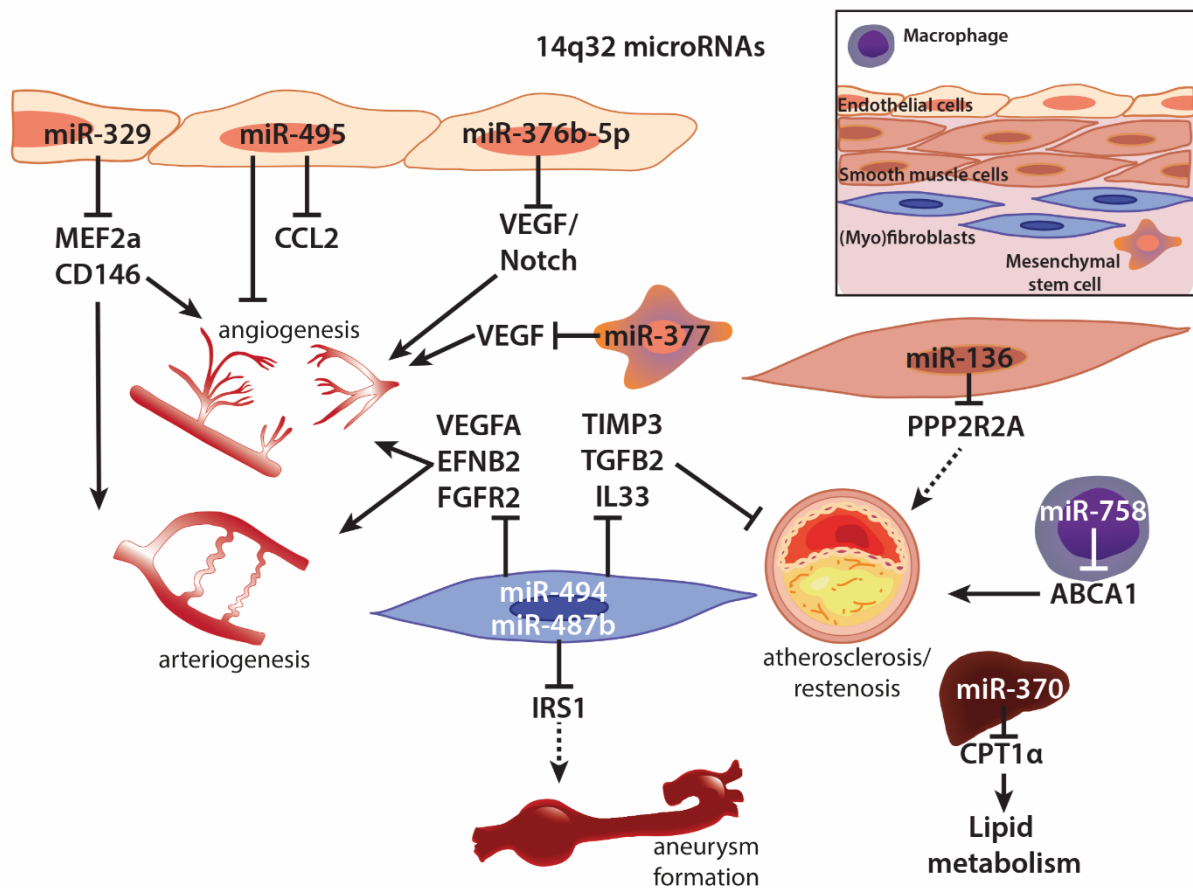 14q32 microRNAs
Macrophage
Endothelial cells
Smooth muscle cells
(Myo)fibroblasts
Mesenchymal
stem cell
miR-329
miR-495
miR-376b-5p
MEF2a
CD146
CCL2
VEGF/
Notch
angiogenesis
VEGF
miR-377
miR-136
PPP2R2A
VEGFA
EFNB2
FGFR2
TIMP3
TGFB2
IL33
miR-758
ABCA1
miR-494
miR-487b
arteriogenesis
atherosclerosis/
restenosis
IRS1
miR-370
CPT1α
Lipid
metabolism
aneurysm
formation